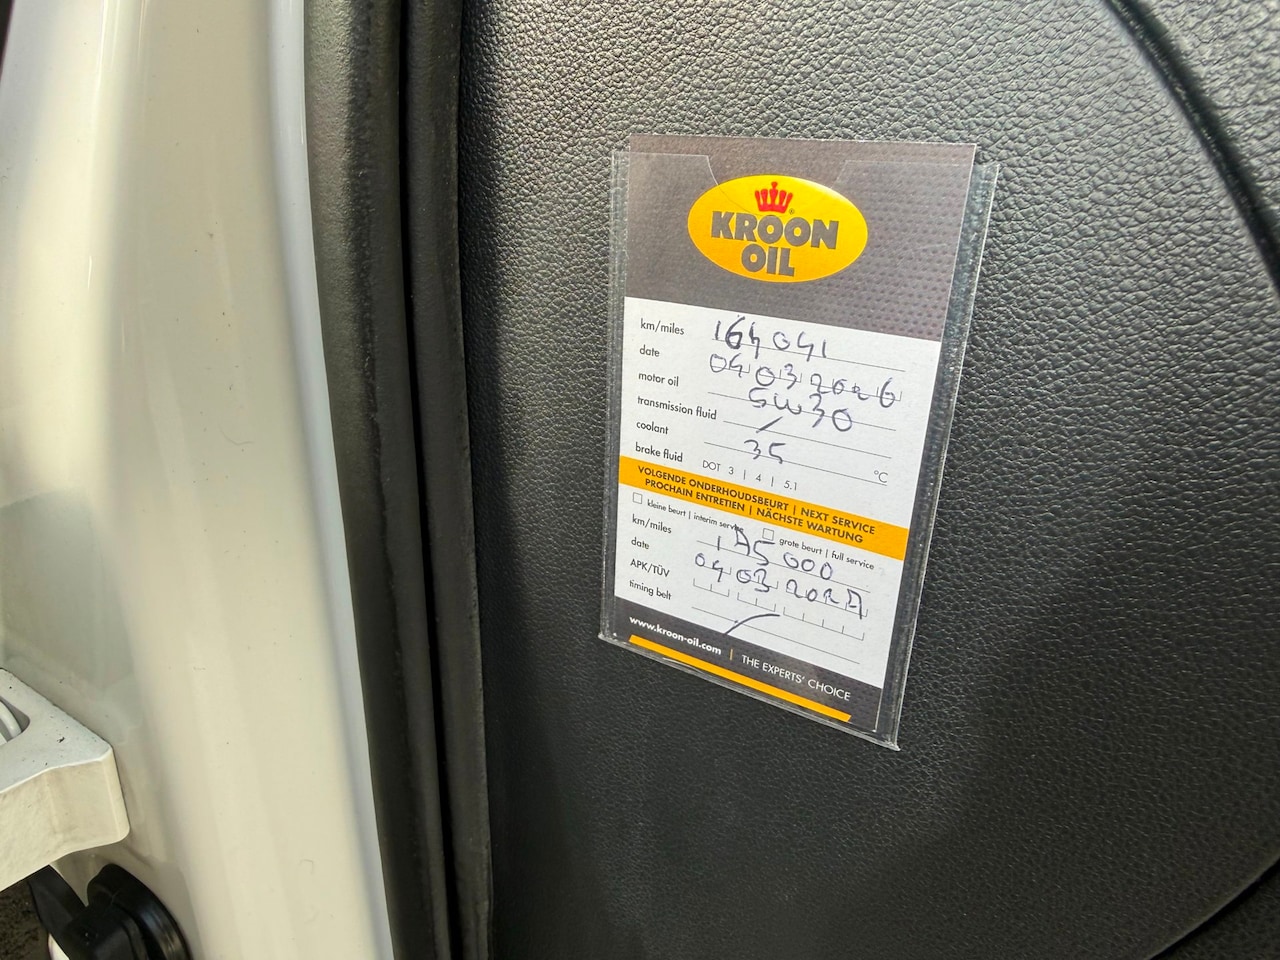 KROON
OIL
km/miles 164041
date 04 03 2026
motor oil 5W30
transmission fluid /
coolant 35 °C
brake fluid DOT 3 | 4 | 5.1
VOLGENDE ONDERHOUDSBEURT | NEXT SERVICE
PROCHAIN ENTRETIEN | NÄCHSTE WARTUNG
kleine beurt | interim service grote beurt | full service
km/miles 175000
date 04 03 2027
APK/TÜV
timing belt
www.kroon-oil.com | THE EXPERTS' CHOICE